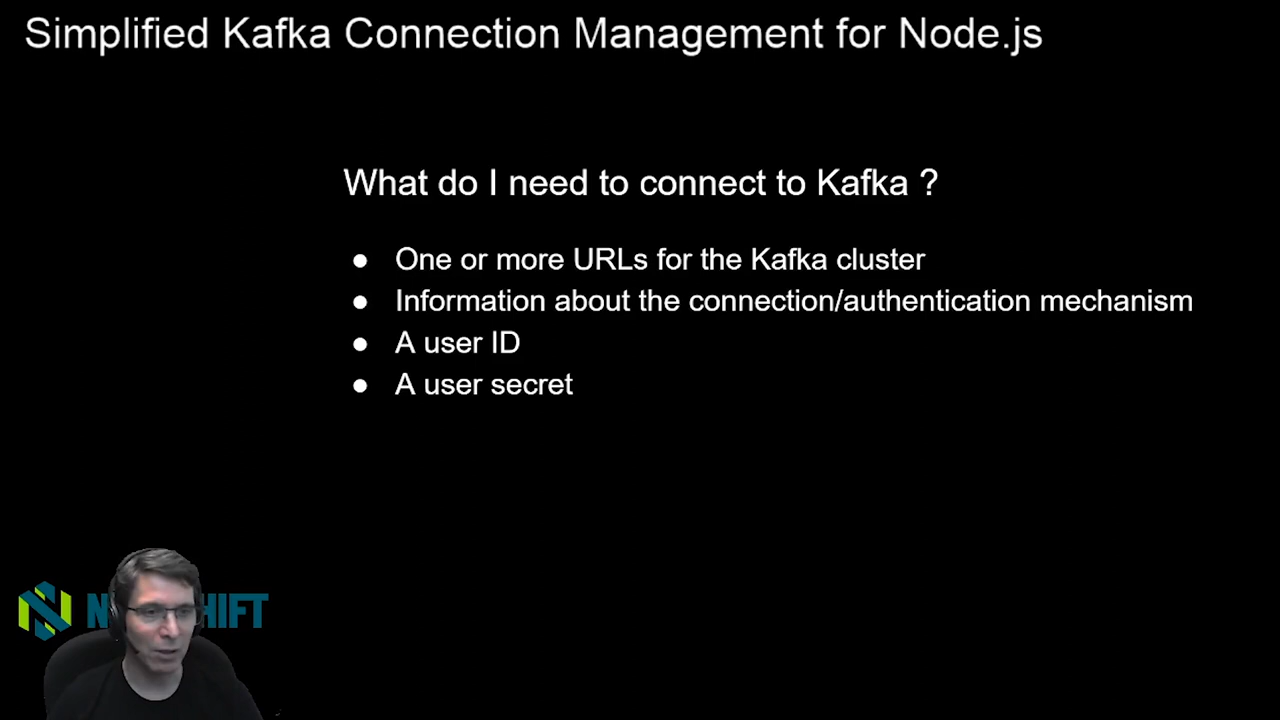 Simplified Kafka Connection Management for Node.js
What do I need to connect to Kafka ?
● One or more URLs for the Kafka cluster
● Information about the connection/authentication mechanism
● A user ID
● A user secret